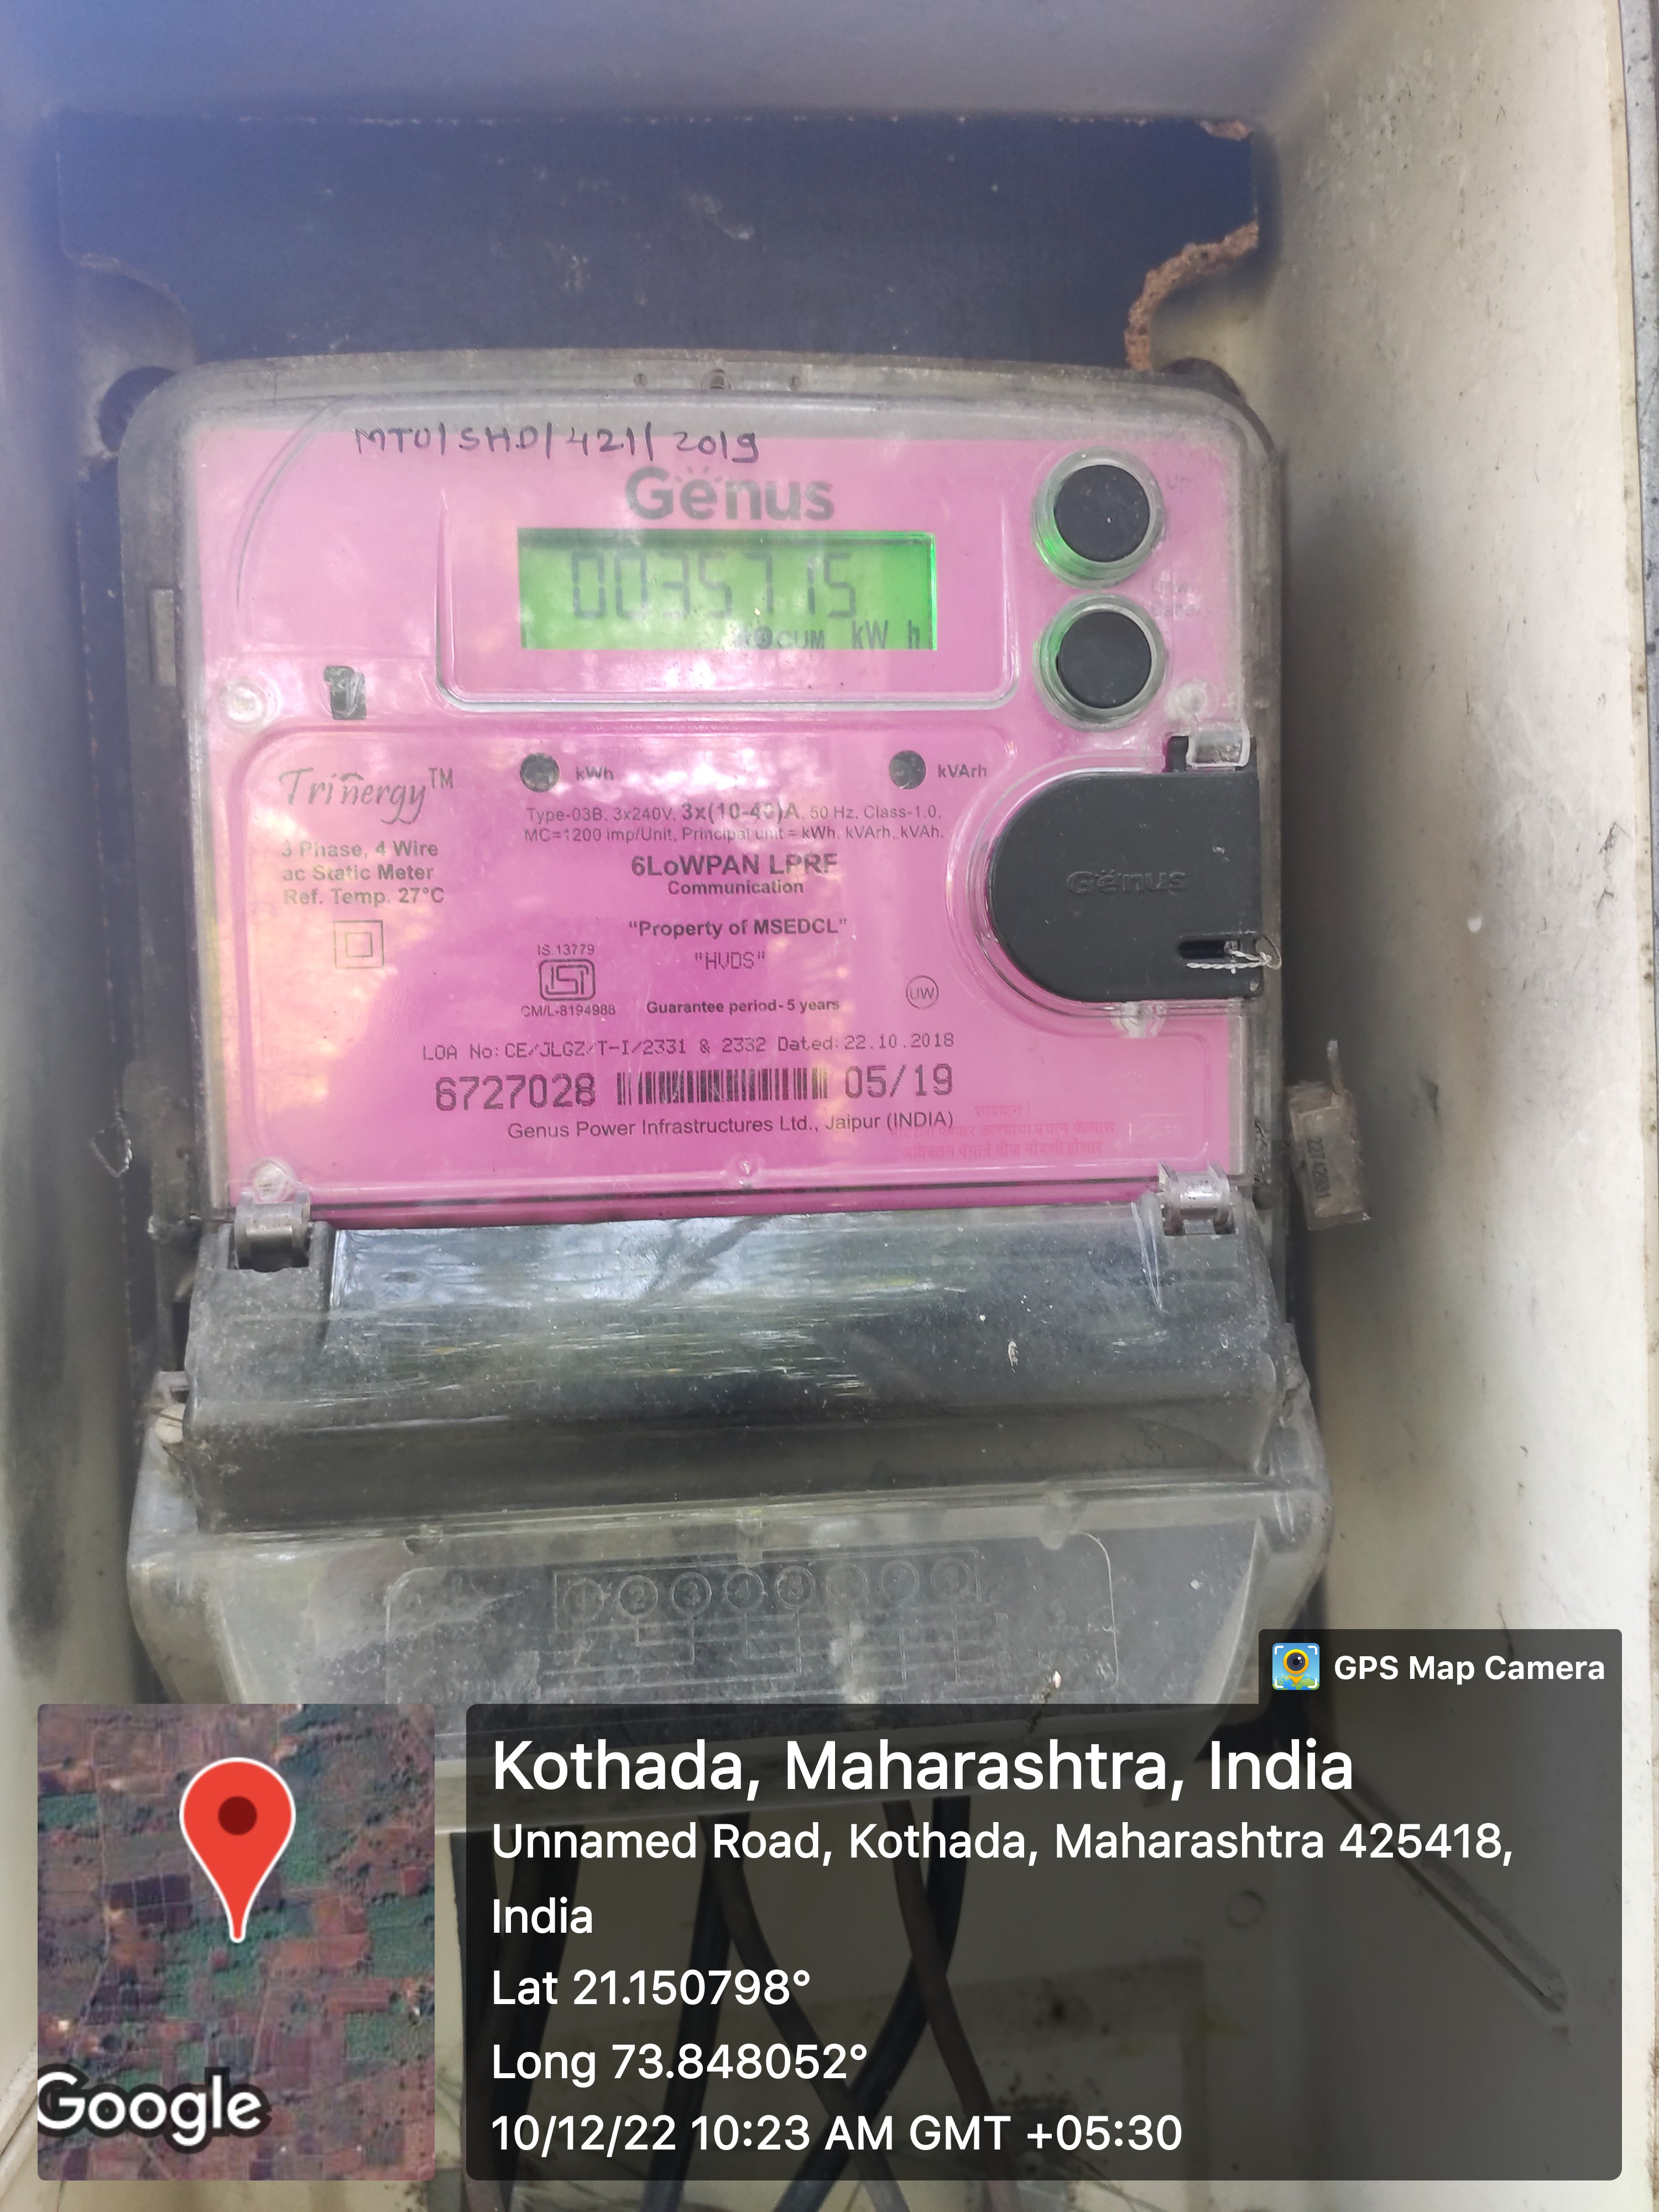 MTU/SHD/421/2019
Genus
0035715
CUM kW h
kWh
kVArh
Trinergy™
3 Phase, 4 Wire
ac Static Meter
Ref. Temp. 27°C
Type-03B, 3x240V, 3x(10-40)A, 50 Hz, Class-1.0,
MC=1200 imp/Unit, Principal unit = kWh, kVArh, kVAh.
6LoWPAN LPRF
Communication
"Property of MSEDCL"
"HVDS"
IS 13779
ISI
CM/L-8194988
Guarantee period-5 years
UW
Genus
LOA No:CE/JLGZ/T-I/2331 & 2332 Dated:22.10.2018
6727028 05/19
Genus Power Infrastructures Ltd., Jaipur (INDIA)
सावधान!
GPS Map Camera
Kothada, Maharashtra, India
Unnamed Road, Kothada, Maharashtra 425418,
India
Lat 21.150798°
Long 73.848052°
10/12/22 10:23 AM GMT +05:30
Google